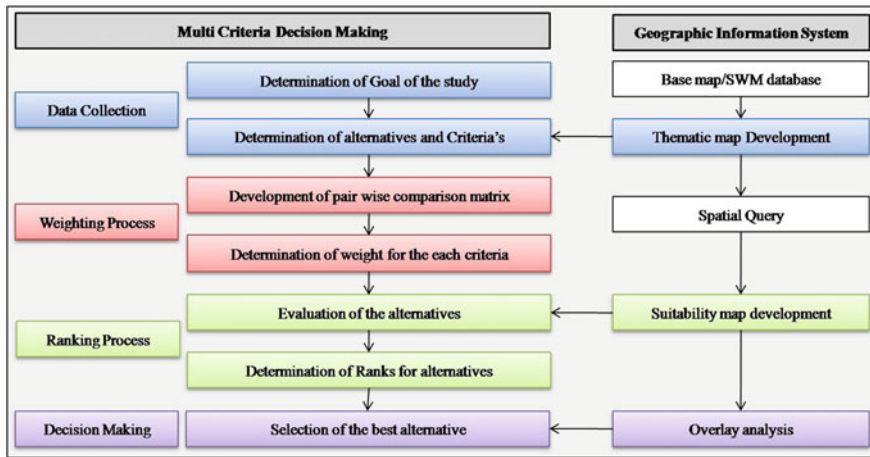 Multi Criteria Decision Making
Geographic Information System
Data Collection
Determination of Goal of the study
Base map/SWM database
Determination of alternatives and Criteria's
Thematic map Development
Weighting Process
Development of pair wise comparison matrix
Spatial Query
Determination of weight for the each criteria
Ranking Process
Evaluation of the alternatives
Suitability map development
Determination of Ranks for alternatives
Decision Making
Selection of the best alternative
Overlay analysis